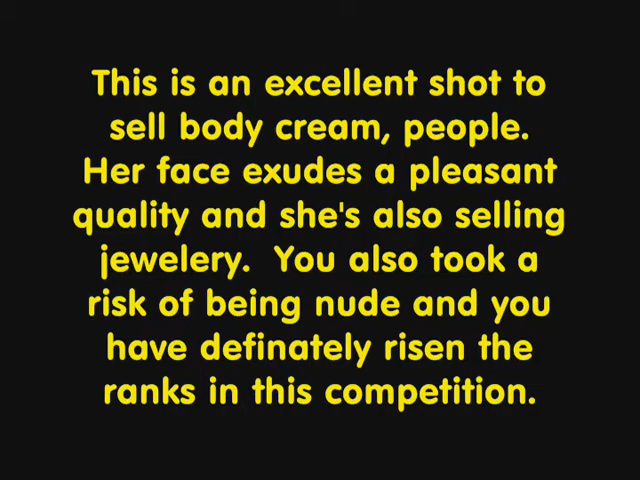 This is an excellent shot to
sell body cream, people.
Her face exudes a pleasant
quality and she's also selling
jewelery.  You also took a
risk of being nude and you
have definately risen the
ranks in this competition.